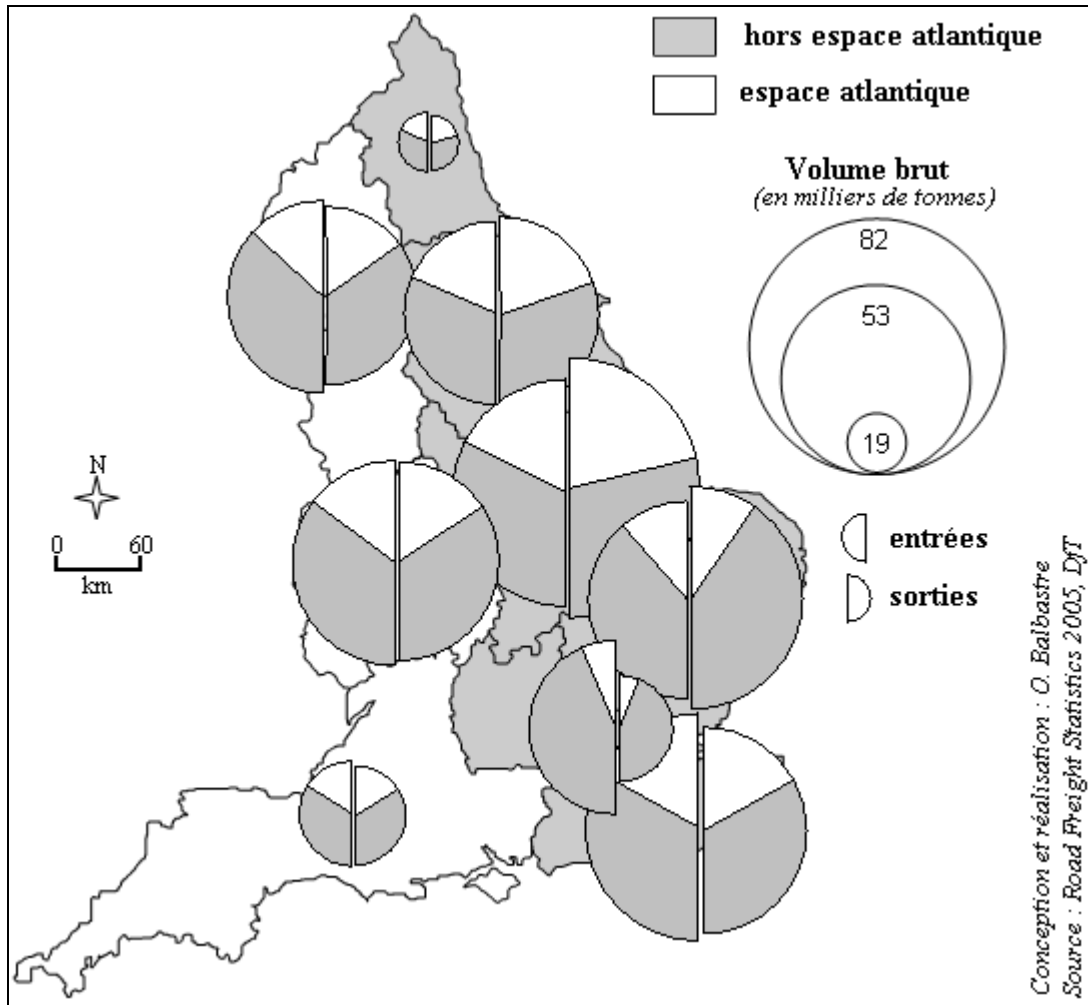 hors espace atlantique
espace atlantique
Volume brut
(en milliers de tonnes)
82
53
19
N
0 60
km
entrées
sorties
Conception et réalisation : O. Balbastre
Source : Road Freight Statistics 2005, DfT